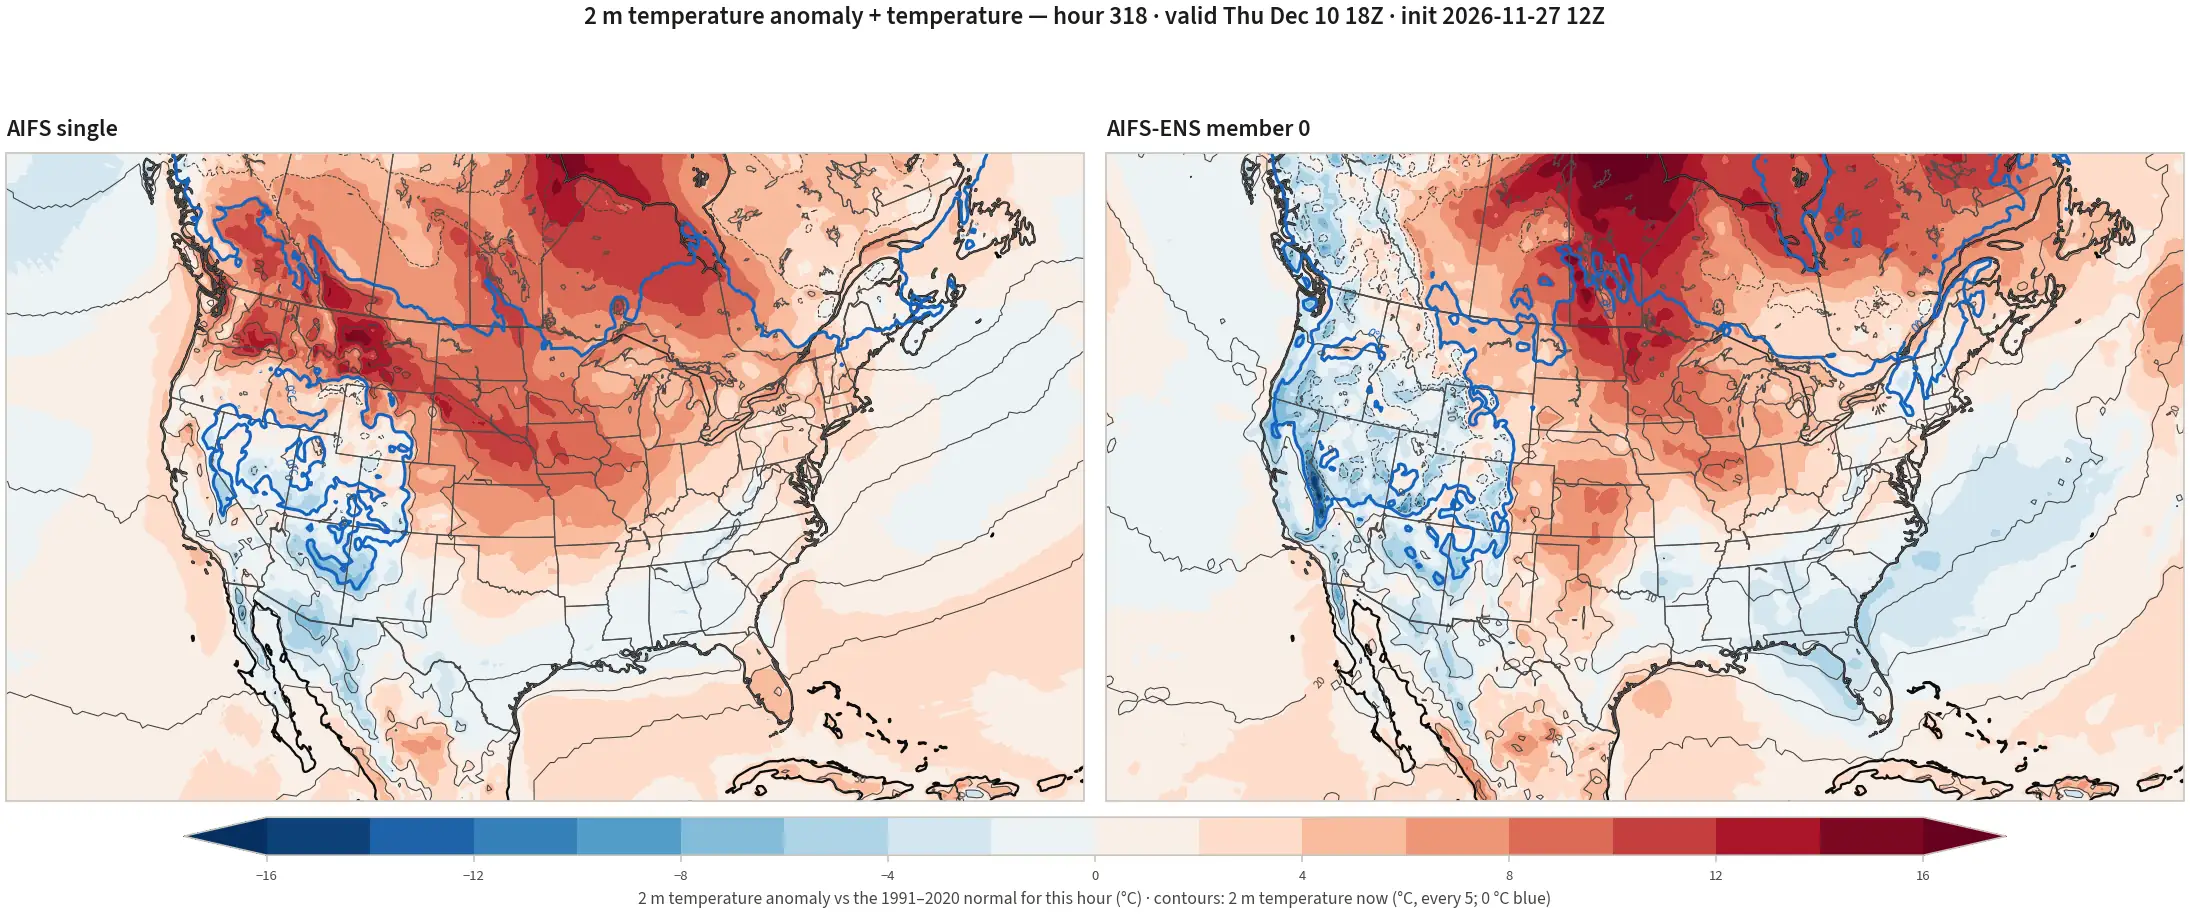 2 m temperature anomaly + temperature — hour 318 · valid Thu Dec 10 18Z · init 2026-11-27 12Z
AIFS single
AIFS-ENS member 0
20
−16
−12
−8
−4
0
4
8
12
16
2 m temperature anomaly vs the 1991–2020 normal for this hour (°C) · contours: 2 m temperature now (°C, every 5; 0 °C blue)